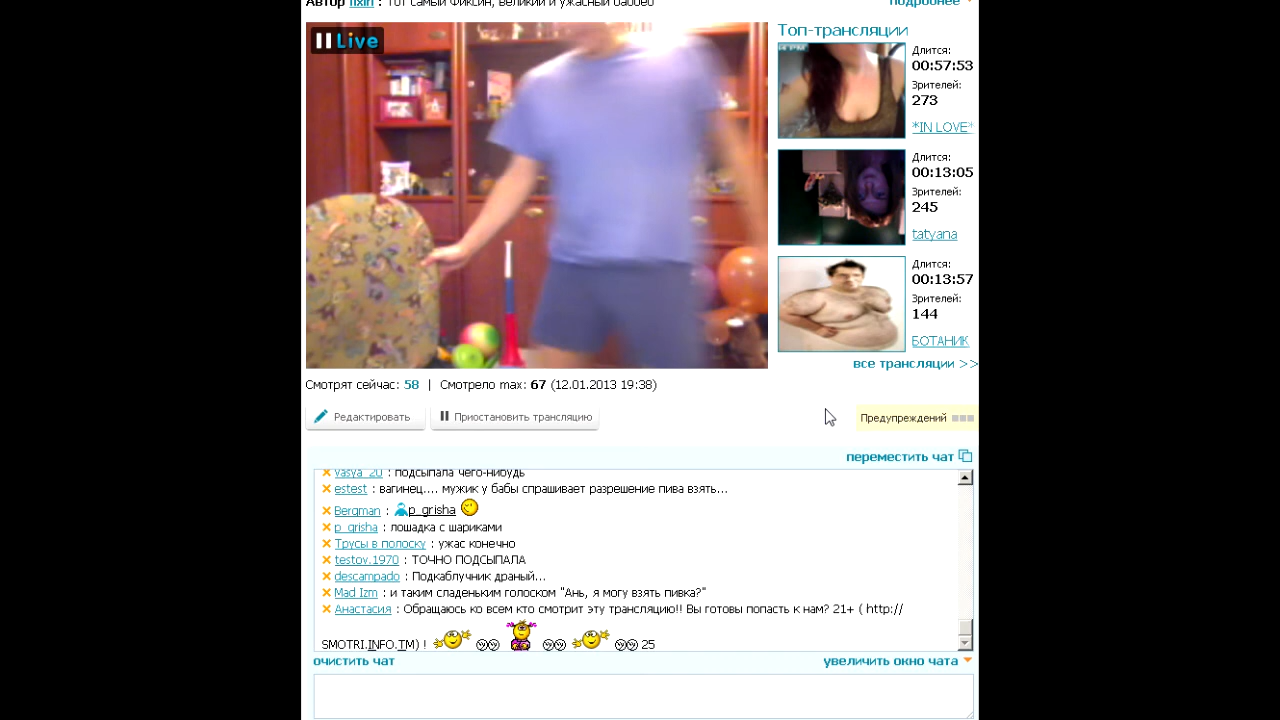 Автор fixin : Тот самый Фиксин, великий и ужасный
подробнее
Live
Топ-трансляции
Длится:
00:57:53
Зрителей:
273
*IN LOVE*
Длится:
00:13:05
Зрителей:
245
tatyana
Длится:
00:13:57
Зрителей:
144
БОТАНИК
все трансляции >>
Смотрят сейчас: 58 | Смотрело max: 67 (12.01.2013 19:38)
Редактировать
Приостановить трансляцию
Предупреждений
переместить чат
vasya_20 : подсыпала чего-нибудь
estest : вагинец.... мужик у бабы спрашивает разрешение пива взять...
Bergman : p_grisha
p_grisha : лошадка с шариками
Трусы в полоску : ужас конечно
testov.1970 : ТОЧНО ПОДСЫПАЛА
descampado : Подкаблучник драный...
Mad Izm : и таким сладеньким голоском "Ань, я могу взять пивка?"
Анастасия : Обращаюсь ко всем кто смотрит эту трансляцию!! Вы готовы попасть к нам? 21+ ( http://
SMOTRI.INFO.TM) ! 25
очистить чат
увеличить окно чата